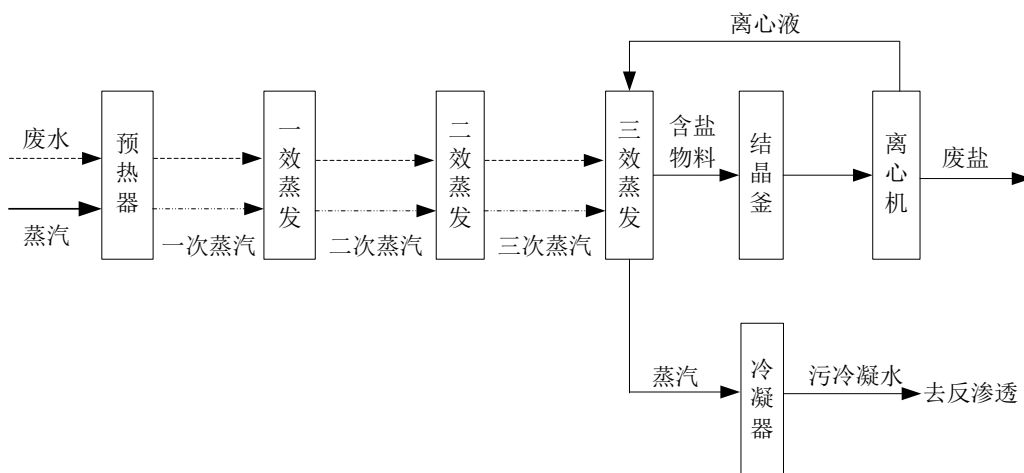 离心液
废水
蒸汽
预热器
一次蒸汽
一效蒸发
二次蒸汽
二效蒸发
三次蒸汽
三效蒸发
含盐
物料
结晶釜
离心机
废盐
蒸汽
冷凝器
污冷凝水
去反渗透